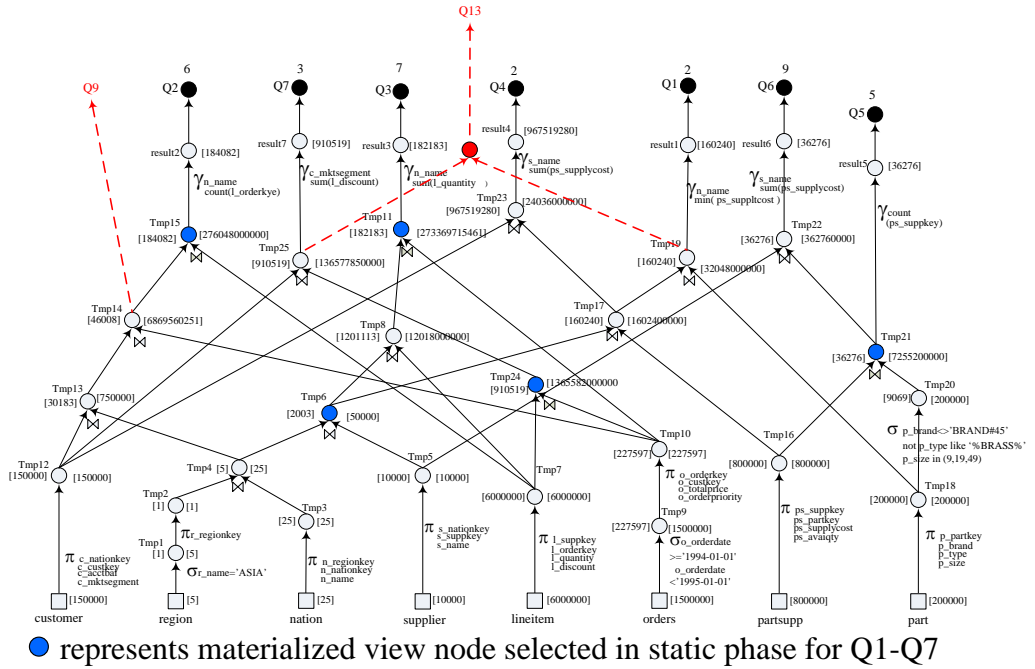 Q13
6
3
7
2
2
9
5
Q9
Q2
Q7
Q3
Q4
Q1
Q6
Q5
result2 [184082]
result7 [910519]
result3 [182183]
result4 [967519280]
result1 [160240]
result6 [36276]
result5 [36276]
γ n_name
count(l_orderkye)
γ c_mktsegment
sum(l_discount)
γ n_name
sum(l_quantity )
γ s_name
sum(ps_supplycost)
γ n_name
min( ps_suppltcost )
γ s_name
sum(ps_supplycost)
γ count
(ps_suppkey)
Tmp15
[184082] [276048000000]
Tmp25
[910519] [136577850000]
Tmp11
[182183] [273369715461]
Tmp23
[967519280] [24036000000]
Tmp19
[160240] [32048000000]
Tmp22
[36276] [362760000]
Tmp14
[46008] [6869560251]
Tmp8
[1201113] [12018000000]
Tmp17
[160240] [1602400000]
Tmp21
[36276] [7255200000]
Tmp13
[30183] [750000]
Tmp6
[2003] [50000]
Tmp24
[910519] [1365582000000
Tmp20
[9069] [200000]
σ p_brand<>'BRAND#45'
not p_type like '%BRASS%'
p_size in (9,19,49)
Tmp12
[150000] [150000]
Tmp4 [5] [25]
Tmp5
[10000] [10000]
Tmp7
[6000000] [6000000]
Tmp10
[227597] [227597]
Tmp16
[800000] [800000]
Tmp18
[200000] [200000]
Tmp2
[1] [1]
Tmp3
[25] [25]
π o_orderkey
o_custkey
o_totalprice
o_orderpriority
π r_regionkey
Tmp1
[1] [5]
Tmp9
[227597] [1500000]
π c_nationkey
c_custkey
c_acctbal
c_mktsegment
σ r_name='ASIA'
π n_regionkey
n_nationkey
n_name
π s_nationkey
s_suppkey
s_name
π l_suppkey
l_orderkey
l_quantity
l_discount
σ o_orderdate
>='1994-01-01'
o_orderdate
<'1995-01-01'
π ps_suppkey
ps_partkey
ps_supplycost
ps_avaiqty
π p_partkey
p_brand
p_type
p_size
[150000]
[5]
[25]
[10000]
[6000000]
[1500000]
[800000]
[200000]
customer
region
nation
supplier
lineitem
orders
partsupp
part
represents materialized view node selected in static phase for Q1-Q7